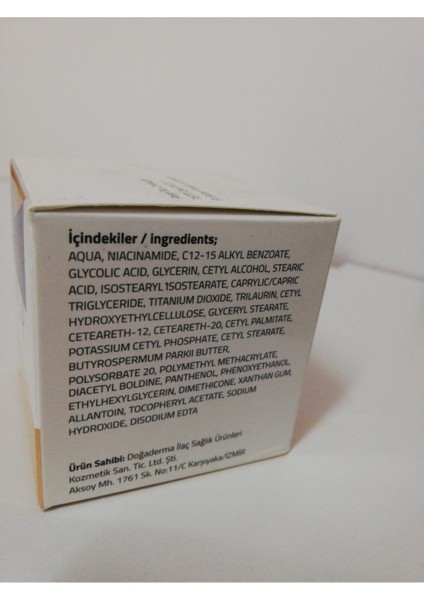 İçindekiler / ingredients;
AQUA, NIACINAMIDE, C12-15 ALKYL BENZOATE,
GLYCOLIC ACID, GLYCERIN, CETYL ALCOHOL, STEARIC
ACID, ISOSTEARYL ISOSTEARATE, CAPRYLIC/CAPRIC
TRIGLYCERIDE, TITANIUM DIOXIDE, TRILAURIN, CETYL
HYDROXYETHYLCELLULOSE, GLYCERYL STEARATE,
CETEARETH-12, CETEARETH-20, CETYL PALMITATE,
POTASSIUM CETYL PHOSPHATE, CETYL STEARATE,
BUTYROSPERMUM PARKII BUTTER,
POLYSORBATE 20, POLYMETHYL METHACRYLATE,
DIACETYL BOLDINE, PANTHENOL, PHENOXYETHANOL,
ETHYLHEXYLGLYCERIN, DIMETHICONE, XANTHAN GUM,
ALLANTOIN, TOCOPHERYL ACETATE, SODIUM
HYDROXIDE, DISODIUM EDTA
Ürün Sahibi: Doğaderma İlaç Sağlık Ürünleri
Kozmetik San. Tic. Ltd. Şti.
Aksoy Mh. 1761 Sk. No:11/C Karşıyaka/İZMİR